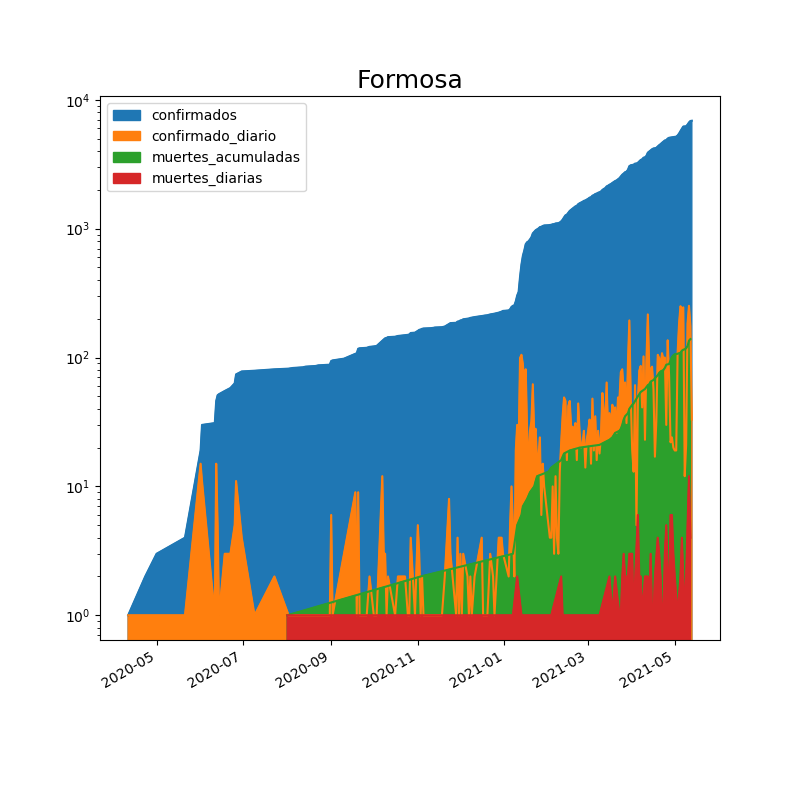 Formosa
confirmados
confirmado_diario
muertes_acumuladas
muertes_diarias
10^4
10^3
10^2
10^1
10^0
2020-05
2020-07
2020-09
2020-11
2021-01
2021-03
2021-05